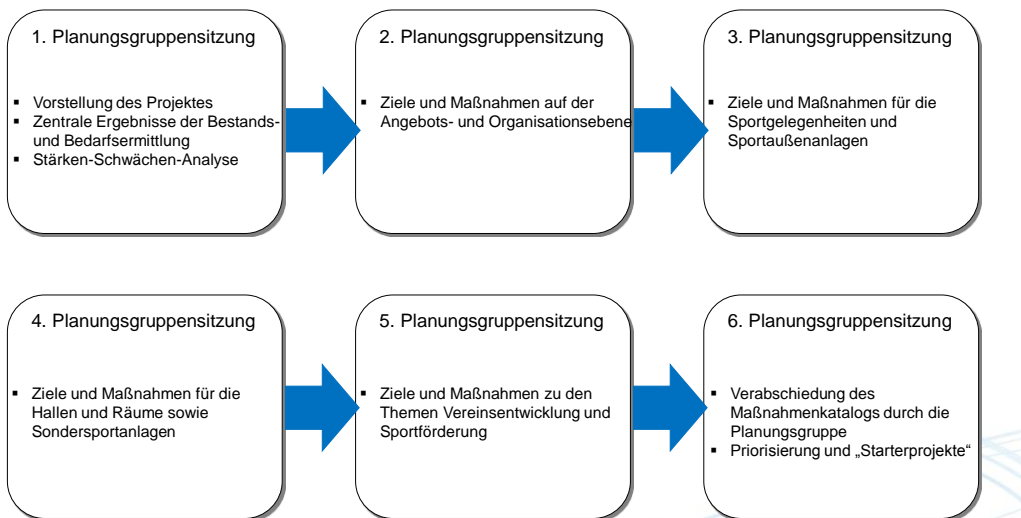 1. Planungsgruppensitzung
▪ Vorstellung des Projektes
▪ Zentrale Ergebnisse der Bestands-
und Bedarfsermittlung
▪ Stärken-Schwächen-Analyse
2. Planungsgruppensitzung
▪ Ziele und Maßnahmen auf der
Angebots- und Organisationsebene
3. Planungsgruppensitzung
▪ Ziele und Maßnahmen für die
Sportgelegenheiten und
Sportaußenanlagen
4. Planungsgruppensitzung
▪ Ziele und Maßnahmen für die
Hallen und Räume sowie
Sondersportanlagen
5. Planungsgruppensitzung
▪ Ziele und Maßnahmen zu den
Themen Vereinsentwicklung und
Sportförderung
6. Planungsgruppensitzung
▪ Verabschiedung des
Maßnahmenkatalogs durch die
Planungsgruppe
▪ Priorisierung und „Starterprojekte“